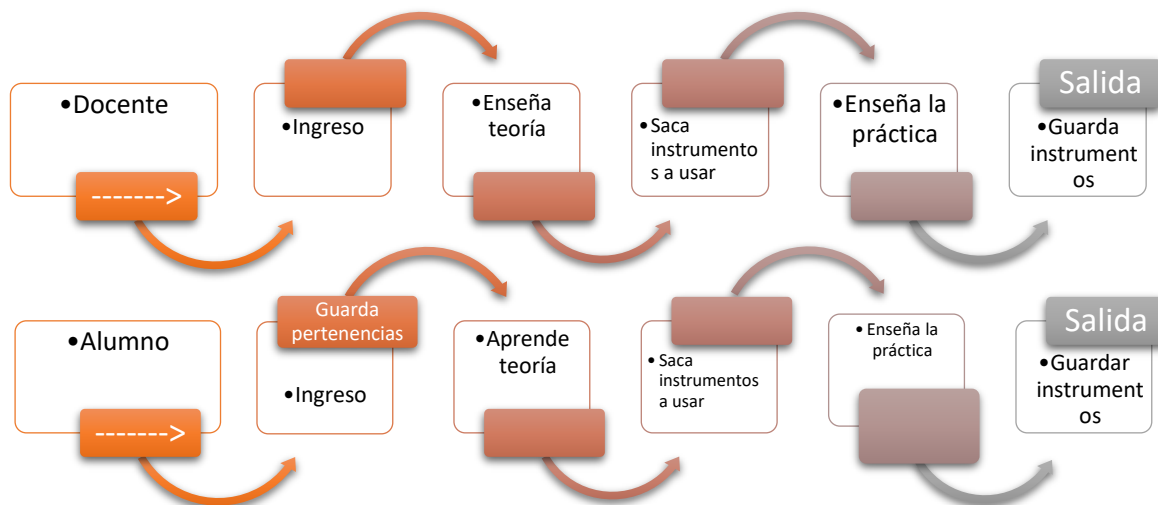 •Docente
------->
•Ingreso
•Enseña
teoría
•Saca
instrumento
s a usar
•Enseña la
práctica
Salida
•Guarda
instrument
os
•Alumno
------->
Guarda
pertenencias
•Ingreso
•Aprende
teoría
•Saca
instrumentos
a usar
•Enseña la
práctica
Salida
•Guardar
instrument
os